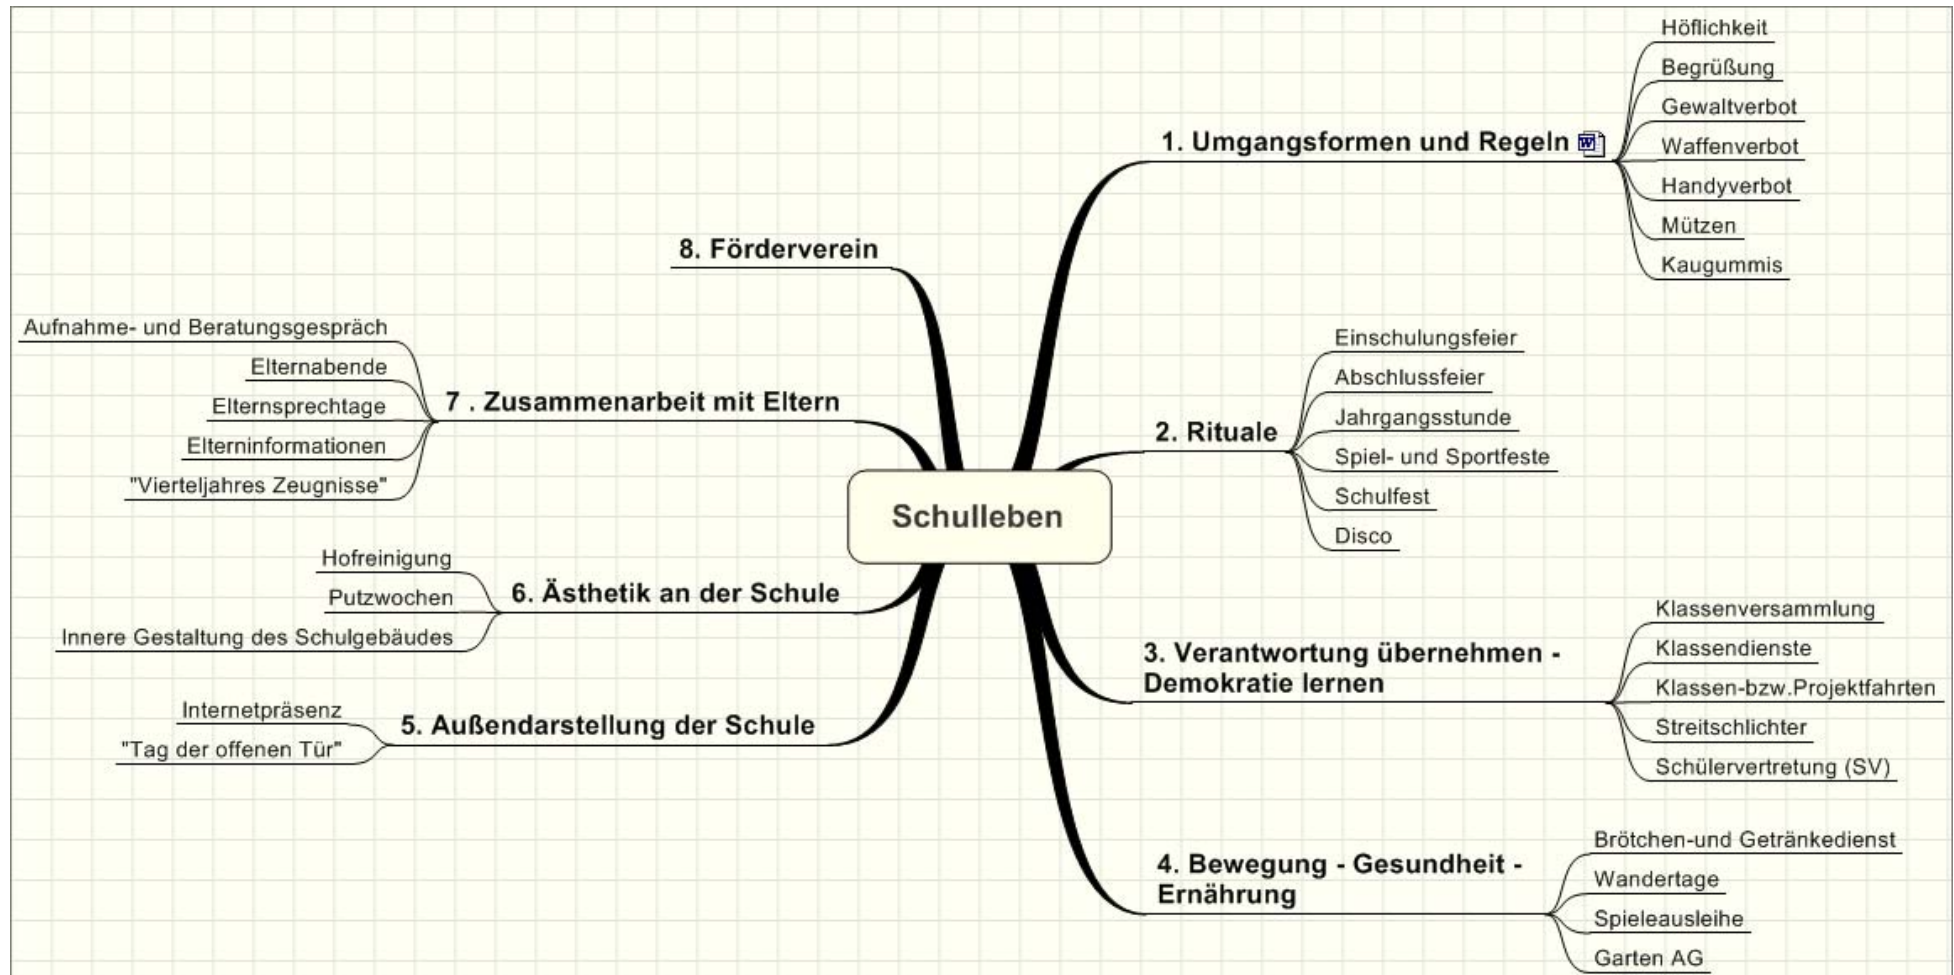 Schulleben
1. Umgangsformen und Regeln
Höflichkeit
Begrüßung
Gewaltverbot
Waffenverbot
Handyverbot
Mützen
Kaugummis
2. Rituale
Einschulungsfeier
Abschlussfeier
Jahrgangsstunde
Spiel- und Sportfeste
Schulfest
Disco
3. Verantwortung übernehmen -
Demokratie lernen
Klassenversammlung
Klassendienste
Klassen-bzw.Projektfahrten
Streitschlichter
Schülervertretung (SV)
4. Bewegung - Gesundheit -
Ernährung
Brötchen-und Getränkedienst
Wandertage
Spieleausleihe
Garten AG
5. Außendarstellung der Schule
Internetpräsenz
"Tag der offenen Tür"
6. Ästhetik an der Schule
Hofreinigung
Putzwochen
Innere Gestaltung des Schulgebäudes
7 . Zusammenarbeit mit Eltern
Aufnahme- und Beratungsgespräch
Elternabende
Elternsprechtage
Elterninformationen
"Vierteljahres Zeugnisse"
8. Förderverein